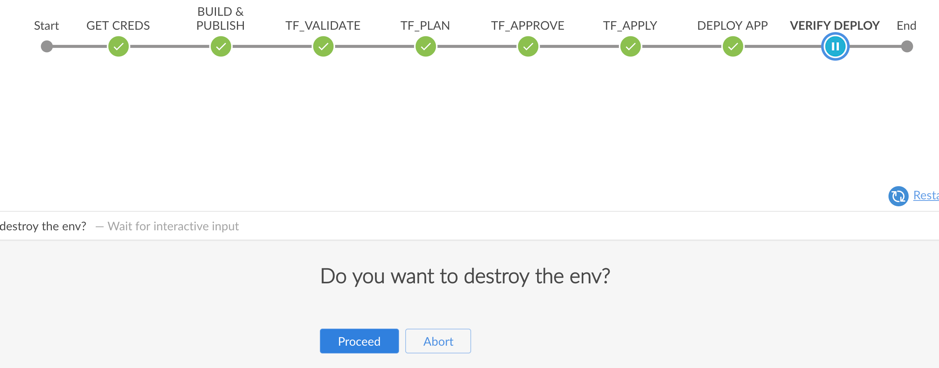 Start
GET CREDS
BUILD &
PUBLISH
TF_VALIDATE
TF_PLAN
TF_APPROVE
TF_APPLY
DEPLOY APP
VERIFY DEPLOY
End
Resta
destroy the env? — Wait for interactive input
Do you want to destroy the env?
Proceed
Abort